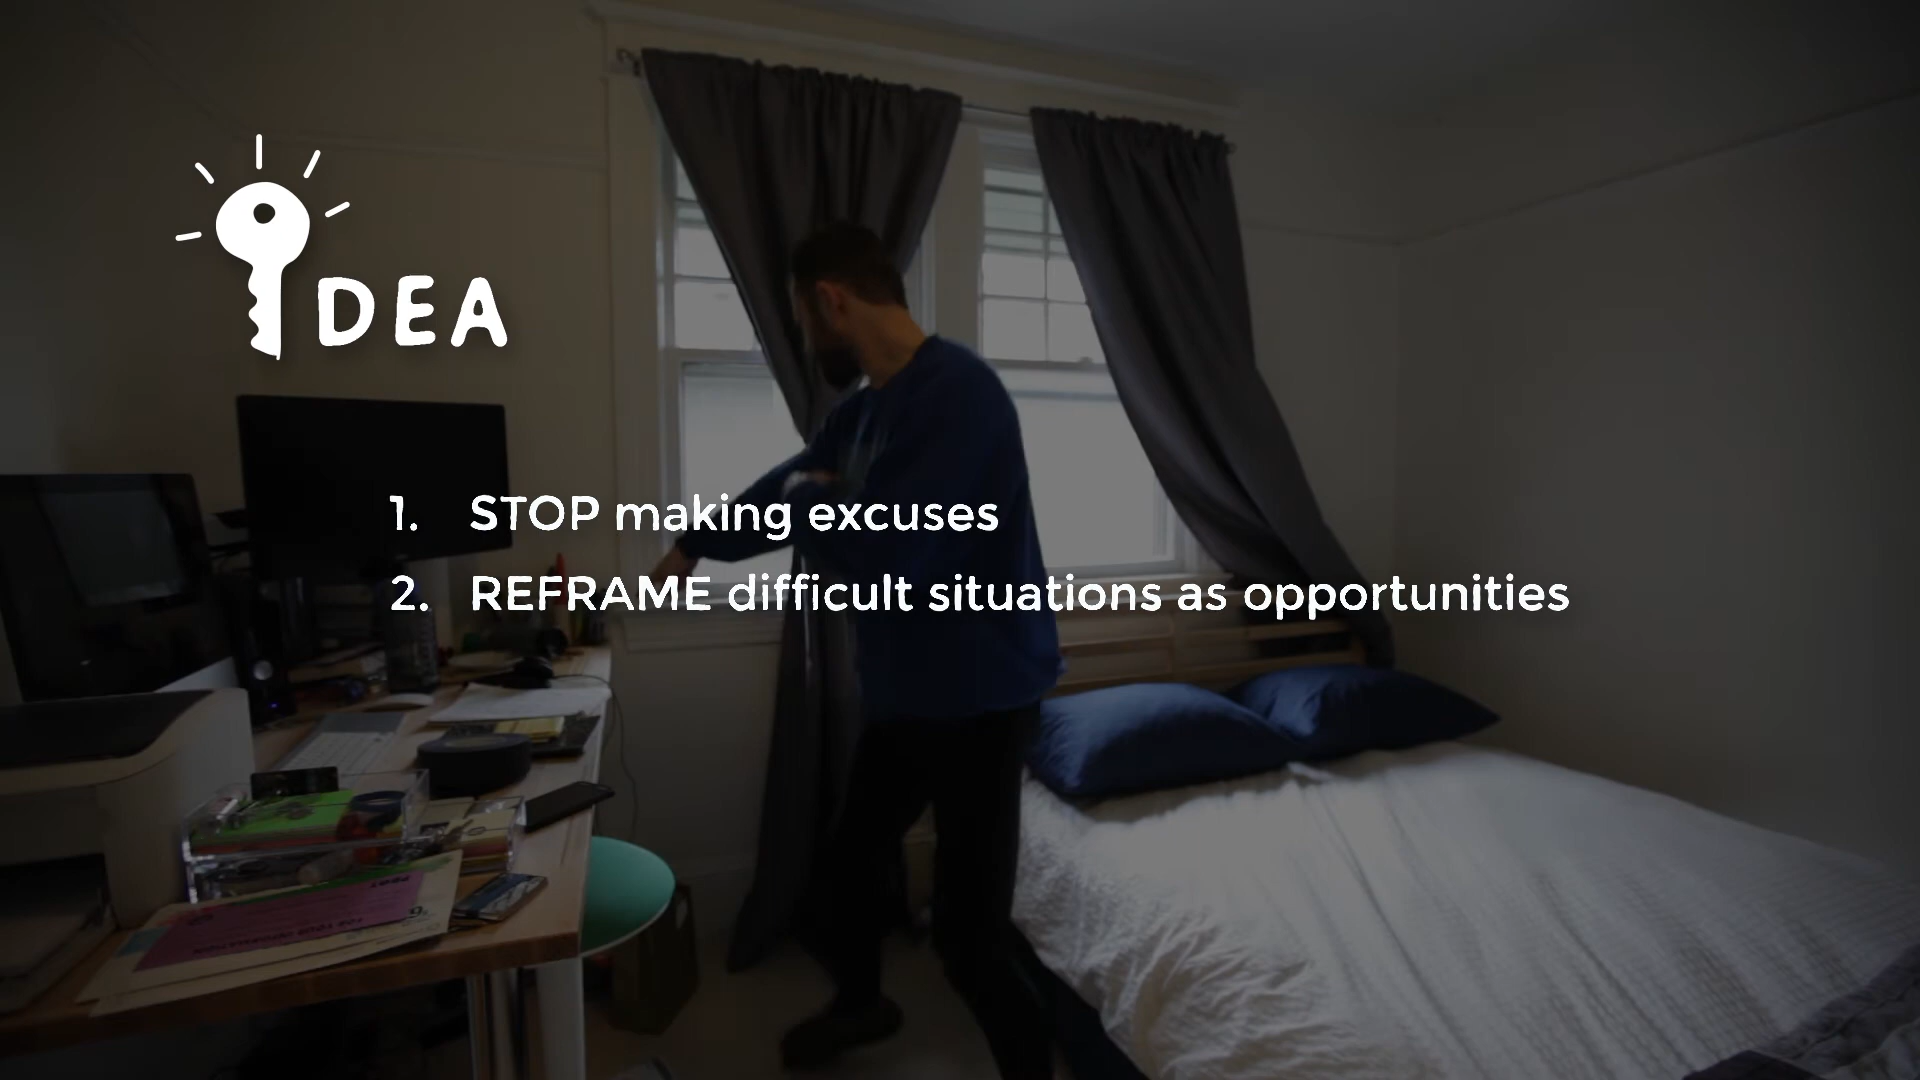 IDEA
1. STOP making excuses
2. REFRAME difficult situations as opportunities